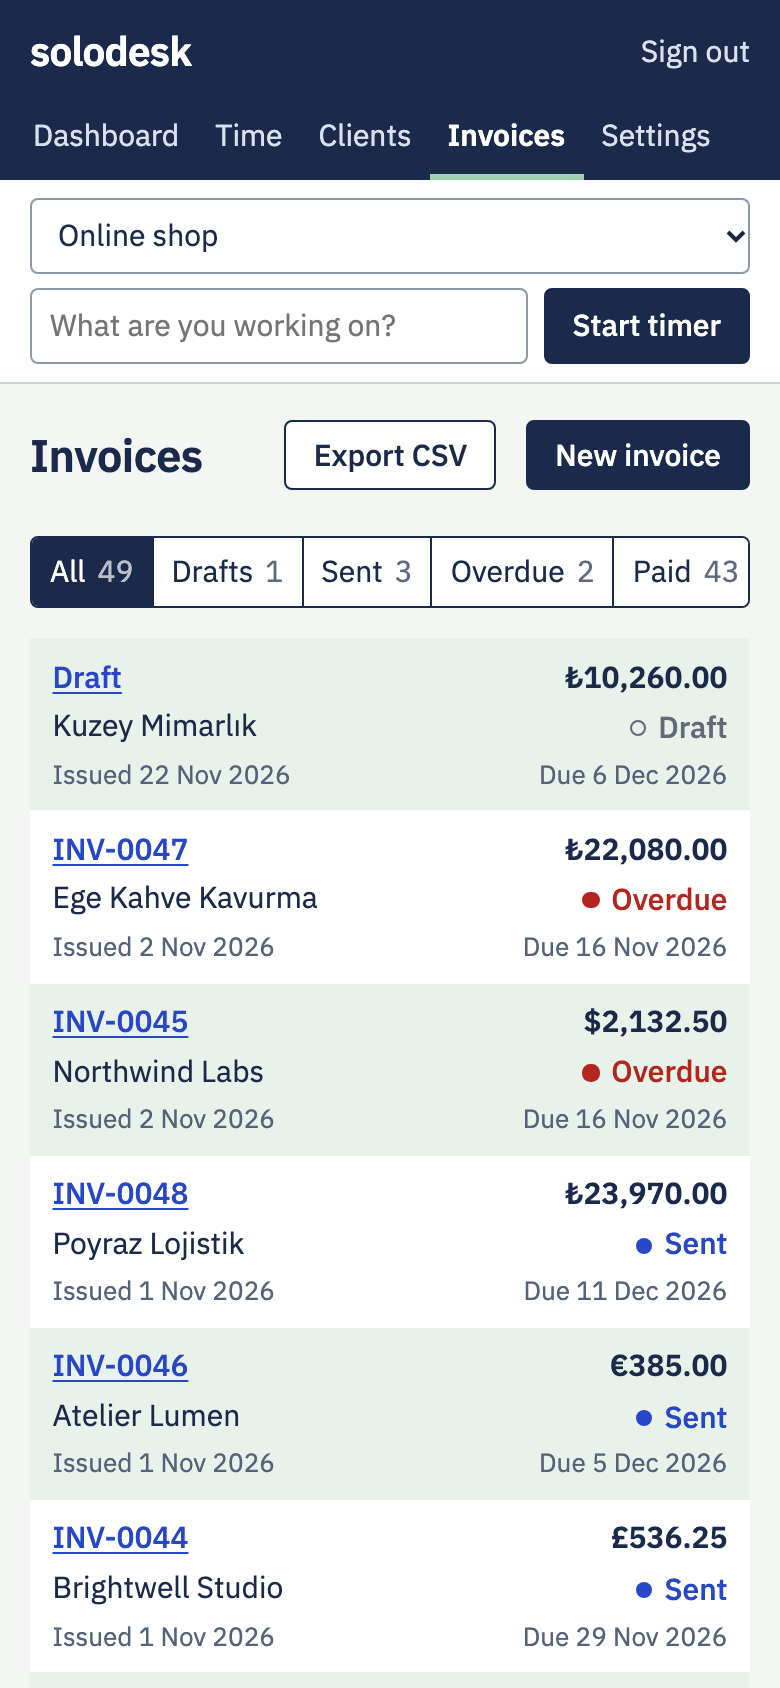 solodesk Sign out
Dashboard Time Clients Invoices Settings
Online shop
What are you working on? Start timer
Invoices Export CSV New invoice
All 49 Drafts 1 Sent 3 Overdue 2 Paid 43
Draft ₺10,260.00
Kuzey Mimarlık Draft
Issued 22 Nov 2026 Due 6 Dec 2026
INV-0047 ₺22,080.00
Ege Kahve Kavurma Overdue
Issued 2 Nov 2026 Due 16 Nov 2026
INV-0045 $2,132.50
Northwind Labs Overdue
Issued 2 Nov 2026 Due 16 Nov 2026
INV-0048 ₺23,970.00
Poyraz Lojistik Sent
Issued 1 Nov 2026 Due 11 Dec 2026
INV-0046 €385.00
Atelier Lumen Sent
Issued 1 Nov 2026 Due 5 Dec 2026
INV-0044 £536.25
Brightwell Studio Sent
Issued 1 Nov 2026 Due 29 Nov 2026